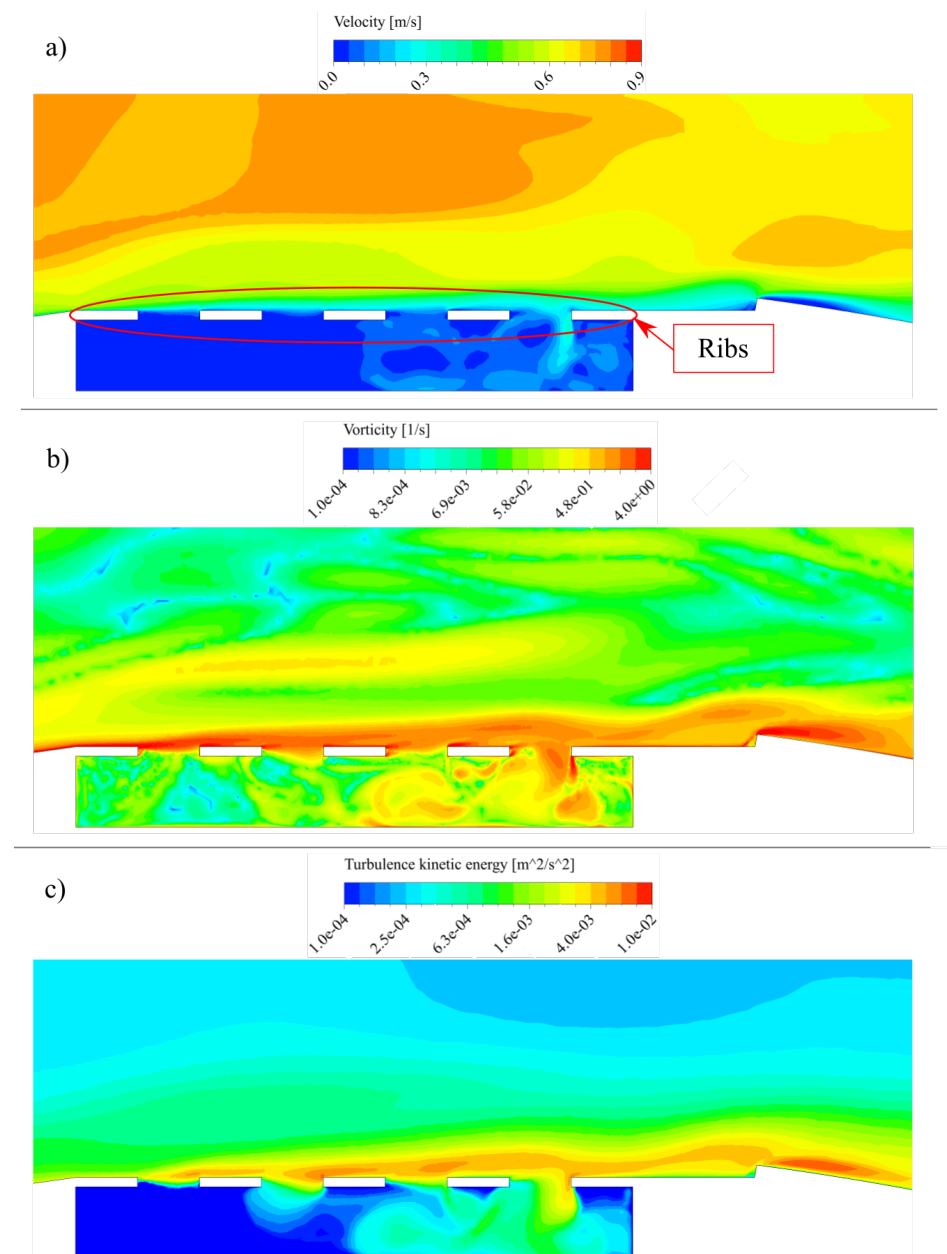 a)
Velocity [m/s]
0.0 0.3 0.6 0.9
Ribs
b)
Vorticity [1/s]
1.0e-04 8.3e-04 6.9e-03 5.8e-02 4.8e-01 4.0e+00
c)
Turbulence kinetic energy [m^2/s^2]
1.0e-04 2.5e-04 6.3e-04 1.6e-03 4.0e-03 1.0e-02